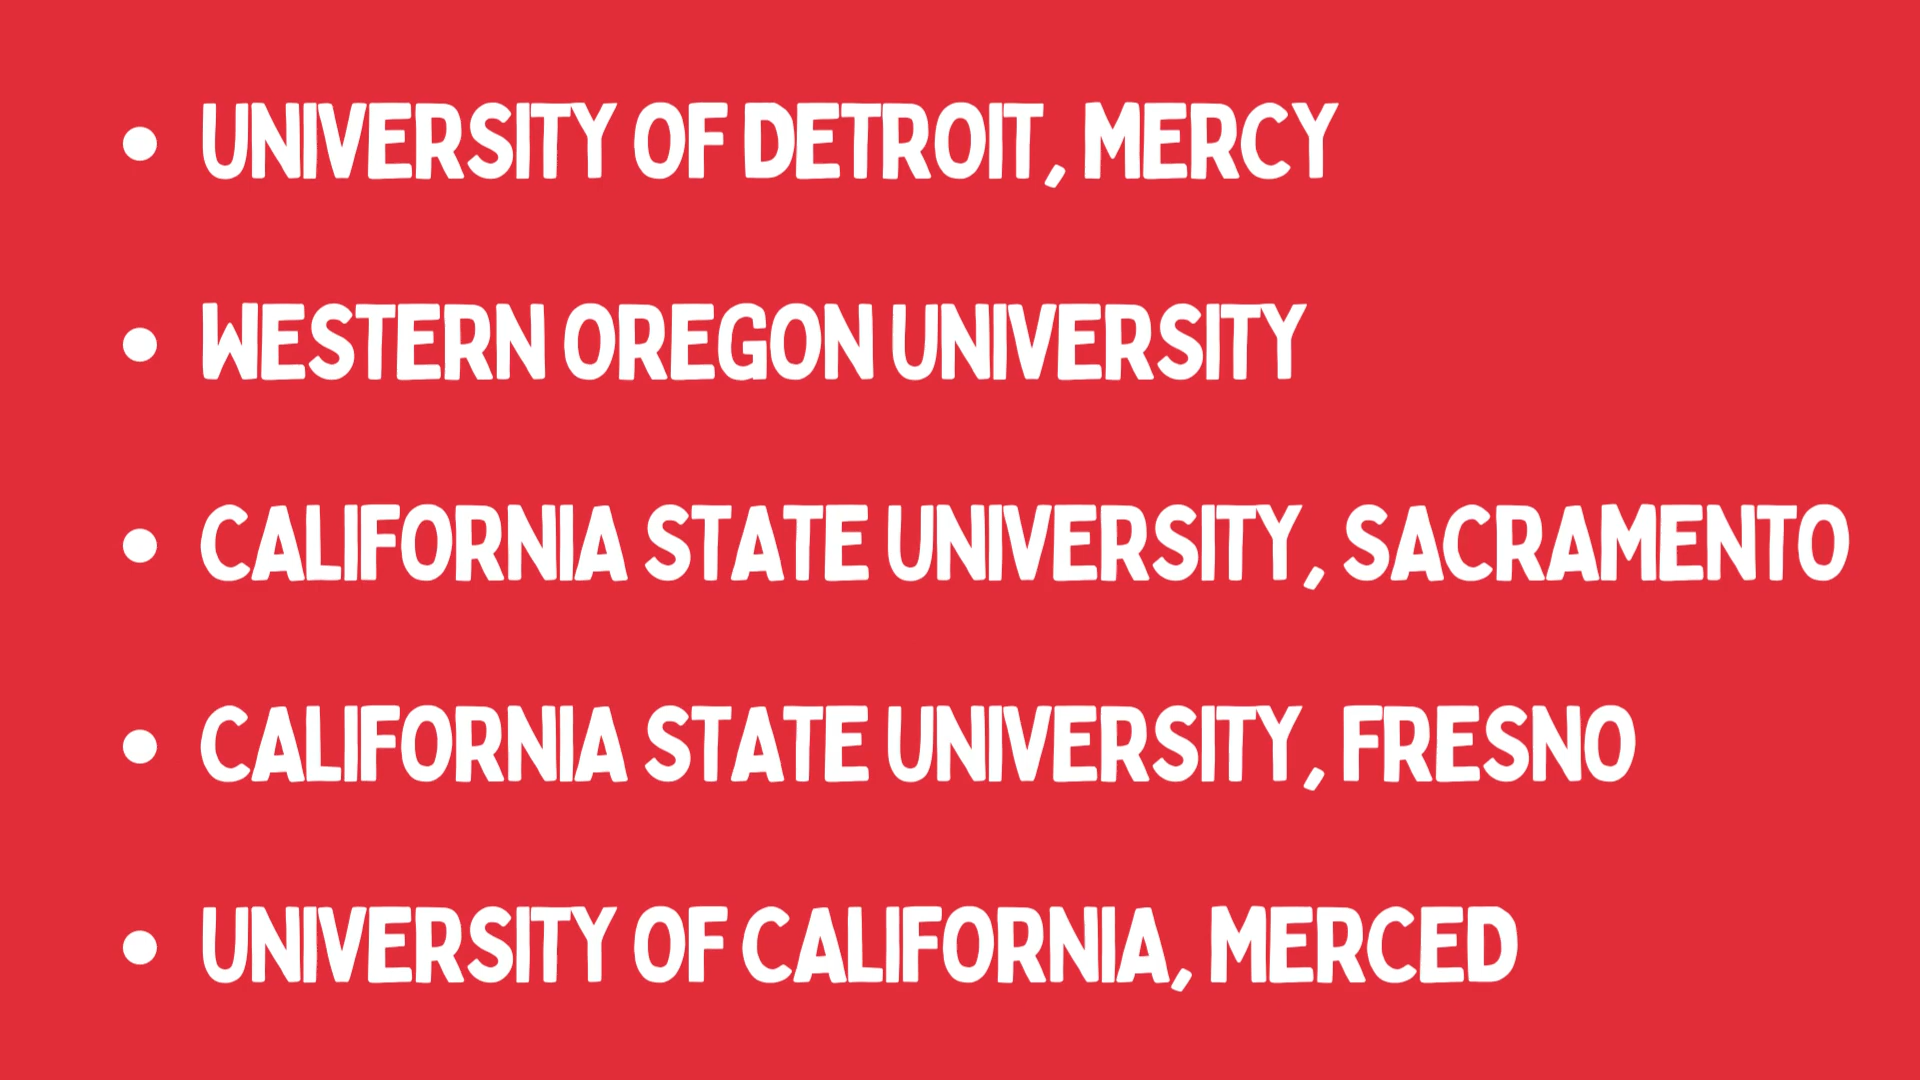 • UNIVERSITY OF DETROIT, MERCY
• WESTERN OREGON UNIVERSITY
• CALIFORNIA STATE UNIVERSITY, SACRAMENTO
• CALIFORNIA STATE UNIVERSITY, FRESNO
• UNIVERSITY OF CALIFORNIA, MERCED